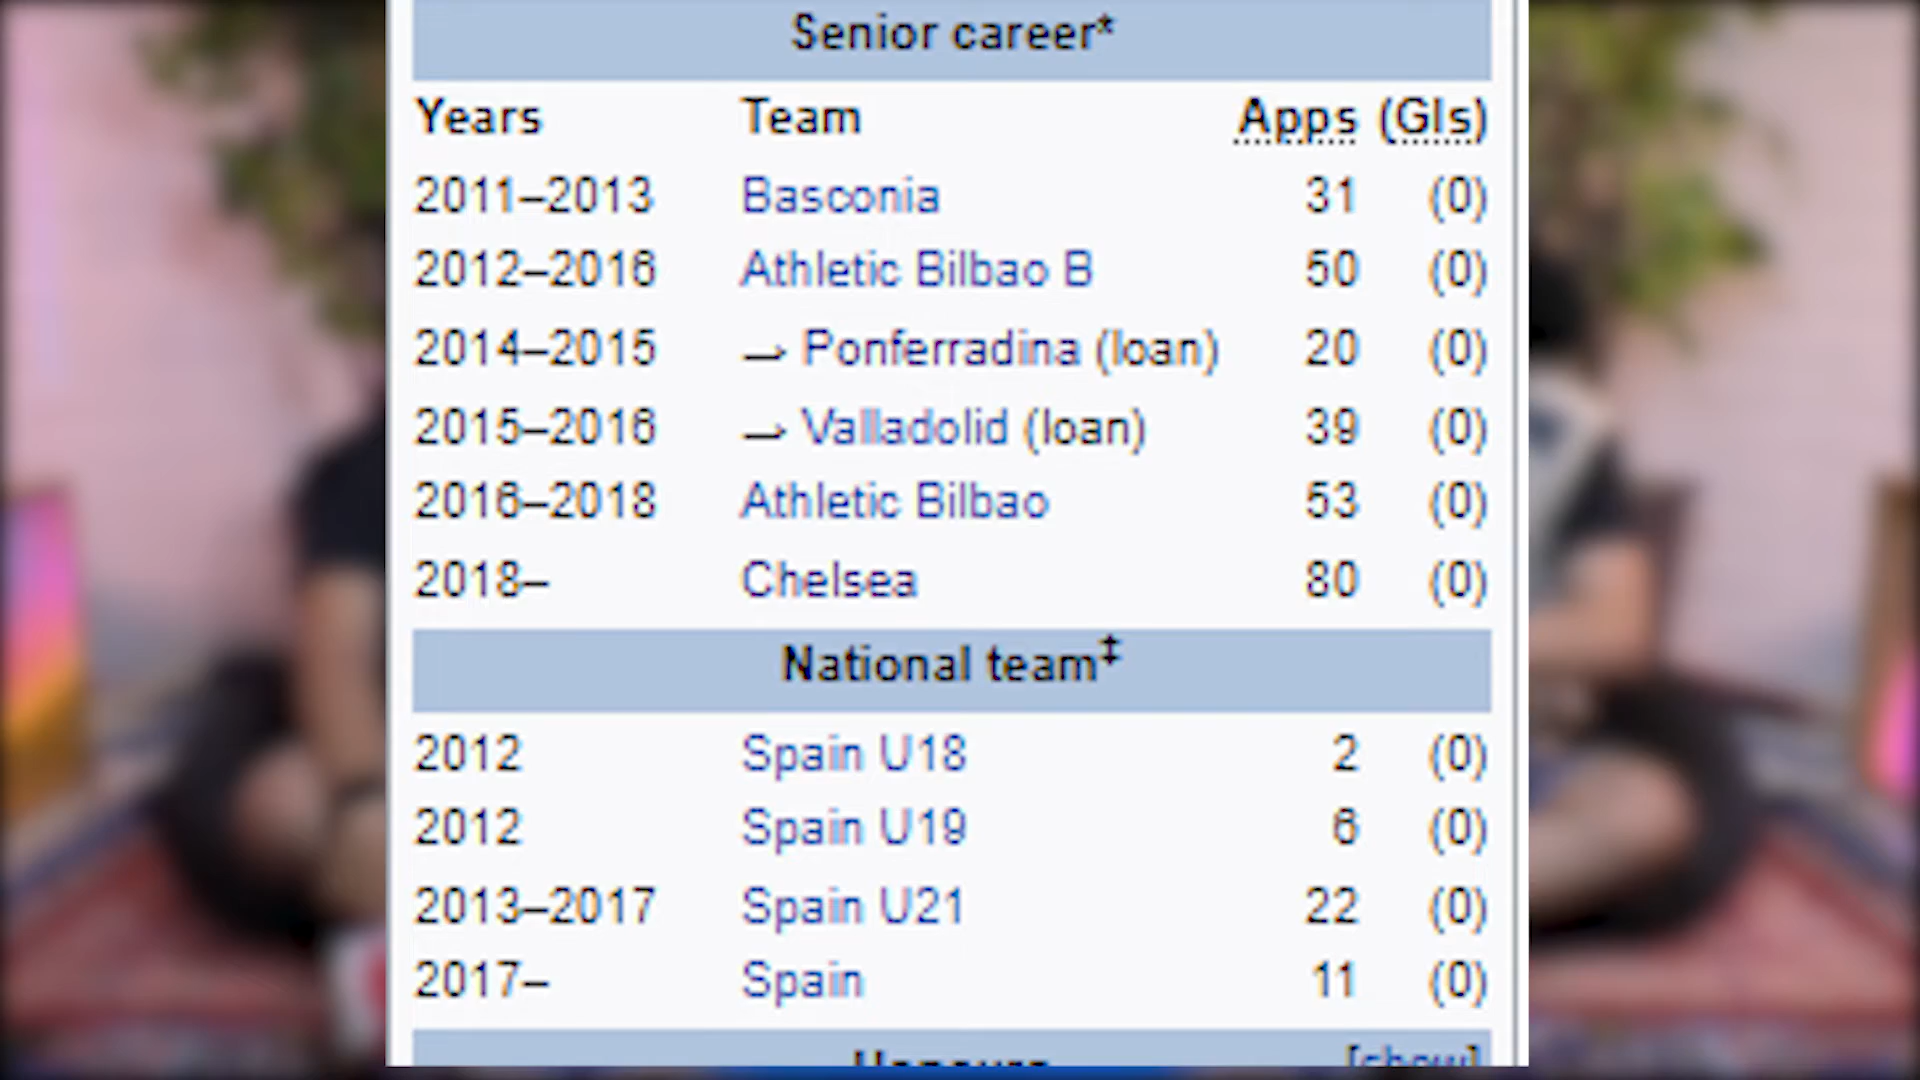 Senior career*
Years Team Apps (Gls)
2011–2013 Basconia 31 (0)
2012–2016 Athletic Bilbao B 50 (0)
2014–2015 → Ponferradina (loan) 20 (0)
2015–2016 → Valladolid (loan) 39 (0)
2016–2018 Athletic Bilbao 53 (0)
2018– Chelsea 80 (0)
National team‡
2012 Spain U18 2 (0)
2012 Spain U19 6 (0)
2013–2017 Spain U21 22 (0)
2017– Spain 11 (0)
Honours [show]